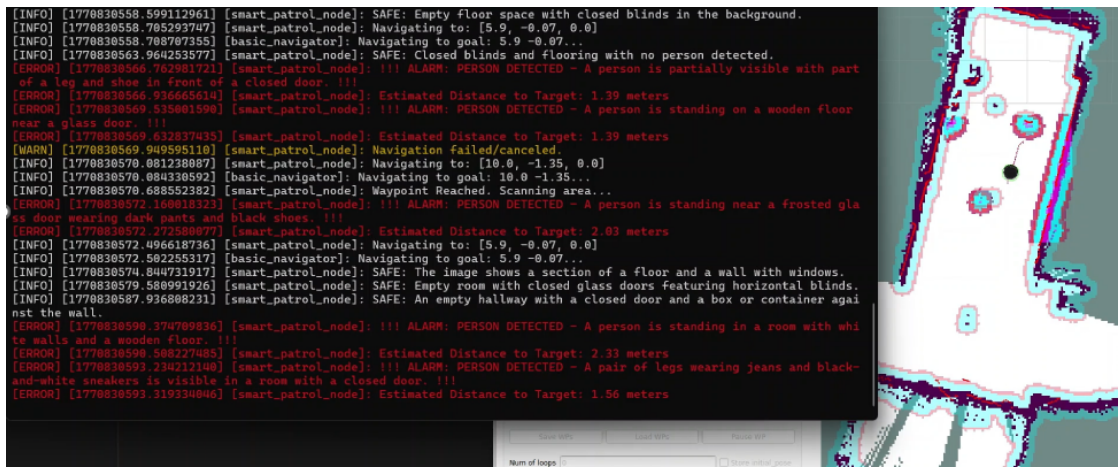 [INFO] [1770830558.599112961] [smart_patrol_node]: SAFE: Empty floor space with closed blinds in the background.
[INFO] [1770830558.705293747] [smart_patrol_node]: Navigating to: [5.9, -0.07, 0.0]
[INFO] [1770830558.708707355] [basic_navigator]: Navigating to goal: 5.9 -0.07...
[INFO] [1770830563.964253577] [smart_patrol_node]: SAFE: Closed blinds and flooring with no person detected.
[ERROR] [1770830566.762981721] [smart_patrol_node]: !!! ALARM: PERSON DETECTED - A person is partially visible with part
of a leg and shoe in front of a closed door. !!!
[ERROR] [1770830566.936665614] [smart_patrol_node]: Estimated Distance to Target: 1.39 meters
[ERROR] [1770830569.535001590] [smart_patrol_node]: !!! ALARM: PERSON DETECTED - A person is standing on a wooden floor
near a glass door. !!!
[ERROR] [1770830569.632837435] [smart_patrol_node]: Estimated Distance to Target: 1.39 meters
[WARN] [1770830569.949595110] [smart_patrol_node]: Navigation failed/canceled.
[INFO] [1770830570.081238087] [smart_patrol_node]: Navigating to: [10.0, -1.35, 0.0]
[INFO] [1770830570.084330592] [basic_navigator]: Navigating to goal: 10.0 -1.35...
[INFO] [1770830570.688552382] [smart_patrol_node]: Waypoint Reached. Scanning area...
[ERROR] [1770830572.160018323] [smart_patrol_node]: !!! ALARM: PERSON DETECTED - A person is standing near a frosted gla
ss door wearing dark pants and black shoes. !!!
[ERROR] [1770830572.272580077] [smart_patrol_node]: Estimated Distance to Target: 2.03 meters
[INFO] [1770830572.496618736] [smart_patrol_node]: Navigating to: [5.9, -0.07, 0.0]
[INFO] [1770830572.502255317] [basic_navigator]: Navigating to goal: 5.9 -0.07...
[INFO] [1770830574.844731917] [smart_patrol_node]: SAFE: The image shows a section of a floor and a wall with windows.
[INFO] [1770830579.580991926] [smart_patrol_node]: SAFE: Empty room with closed glass doors featuring horizontal blinds.
[INFO] [1770830587.936808231] [smart_patrol_node]: SAFE: An empty hallway with a closed door and a box or container agai
nst the wall.
[ERROR] [1770830590.374709836] [smart_patrol_node]: !!! ALARM: PERSON DETECTED - A person is standing in a room with whi
te walls and a wooden floor. !!!
[ERROR] [1770830590.508227485] [smart_patrol_node]: Estimated Distance to Target: 2.33 meters
[ERROR] [1770830593.234212140] [smart_patrol_node]: !!! ALARM: PERSON DETECTED - A pair of legs wearing jeans and black-
and-white sneakers is visible in a room with a closed door. !!!
[ERROR] [1770830593.319334046] [smart_patrol_node]: Estimated Distance to Target: 1.56 meters
Save WPs Load WPs Pause WP
Num of loops 0 Store initial_pose